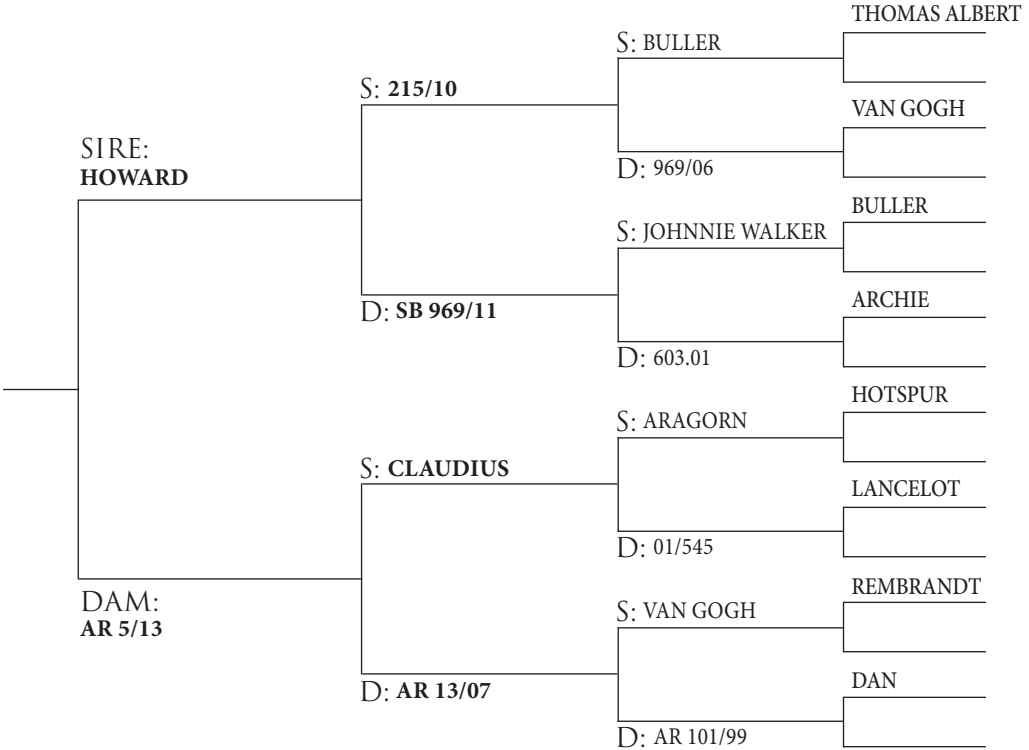 THOMAS ALBERT
S: BULLER
S: 215/10
VAN GOGH
SIRE:
HOWARD
D: 969/06
BULLER
S: JOHNNIE WALKER
D: SB 969/11
ARCHIE
D: 603.01
HOTSPUR
S: ARAGORN
S: CLAUDIUS
LANCELOT
D: 01/545
DAM:
AR 5/13
REMBRANDT
S: VAN GOGH
D: AR 13/07
DAN
D: AR 101/99